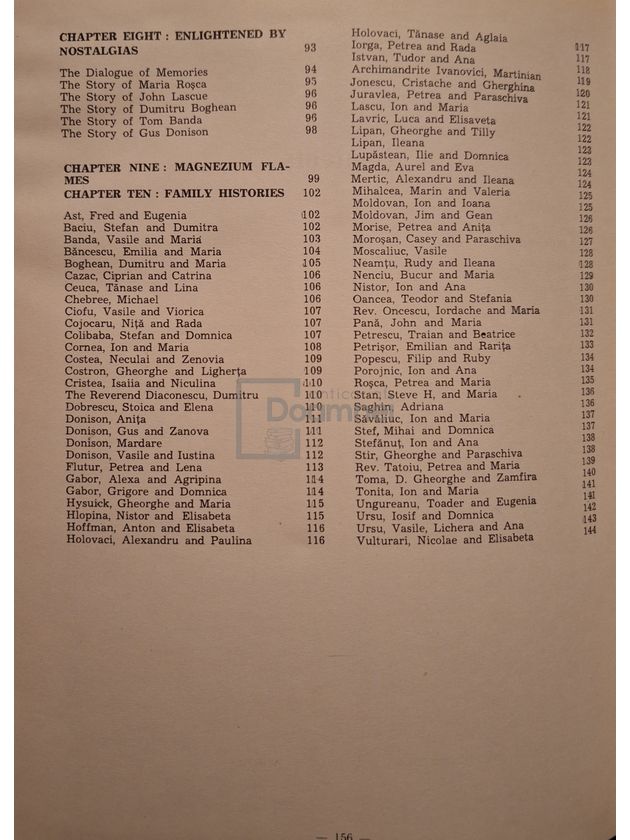 CHAPTER EIGHT : ENLIGHTENED BY
NOSTALGIAS 93
The Dialogue of Memories 94
The Story of Maria Roșca 95
The Story of John Lascue 96
The Story of Dumitru Boghean 96
The Story of Tom Banda 96
The Story of Gus Donison 98
CHAPTER NINE : MAGNEZIUM FLA-
MES 99
CHAPTER TEN : FAMILY HISTORIES 102
Ast, Fred and Eugenia 102
Baciu, Stefan and Dumitra 102
Banda, Vasile and Maria 103
Băncescu, Emilia and Maria 104
Boghean, Dumitru and Maria 105
Cazac, Ciprian and Catrina 106
Ceuca, Tănase and Lina 106
Chebree, Michael 106
Ciofu, Vasile and Viorica 107
Cojocaru, Niță and Rada 107
Colibaba, Stefan and Domnica 107
Cornea, Ion and Maria 108
Costea, Neculai and Zenovia 109
Costron, Gheorghe and Ligherța 109
Cristea, Isaiia and Niculina 110
The Reverend Diaconescu, Dumitru 110
Dobrescu, Stoica and Elena 110
Donison, Anița 111
Donison, Gus and Zanova 111
Donison, Mardare 112
Donison, Vasile and Iustina 112
Flutur, Petrea and Lena 113
Gabor, Alexa and Agripina 114
Gabor, Grigore and Domnica 114
Hysuick, Gheorghe and Maria 115
Hlopina, Nistor and Elisabeta 115
Hoffman, Anton and Elisabeta 116
Holovaci, Alexandru and Paulina 116
Holovaci, Tănase and Aglaia 117
Iorga, Petrea and Rada 117
Istvan, Tudor and Ana 118
Archimandrite Ivanovici, Martinian 119
Jonescu, Cristache and Gherghina 120
Juravlea, Petrea and Paraschiva 121
Lascu, Ion and Maria 121
Lavric, Luca and Elisaveta 122
Lipan, Gheorghe and Tilly 122
Lipan, Ileana 123
Lupăstean, Ilie and Domnica 123
Magda, Aurel and Eva 124
Mertic, Alexandru and Ileana 124
Mihalcea, Marin and Valeria 125
Moldovan, Ion and Ioana 125
Moldovan, Jim and Gean 126
Morise, Petrea and Anița 126
Moroșan, Casey and Paraschiva 127
Moscaliuc, Vasile 128
Neamțu, Rudy and Ileana 128
Nenciu, Bucur and Maria 129
Nistor, Ion and Ana 130
Oancea, Teodor and Stefania 130
Rev. Oncescu, Iordache and Maria 131
Pană, John and Maria 131
Petrescu, Traian and Beatrice 132
Petrișor, Emilian and Rarița 133
Popescu, Filip and Ruby 134
Porojnic, Ion and Ana 134
Roșca, Petrea and Maria 135
Stan, Steve H, and Maria 136
Saghin, Adriana 136
Săvăliuc, Ion and Maria 137
Stef, Mihai and Domnica 137
Stefănuț, Ion and Ana 138
Stir, Gheorghe and Paraschiva 138
Rev. Tatoiu, Petrea and Maria 139
Toma, D. Gheorghe and Zamfira 140
Tonita, Ion and Maria 141
Ungureanu, Toader and Eugenia 141
Ursu, Iosif and Domnica 142
Ursu, Vasile, Lichera and Ana 143
Vulturari, Nicolae and Elisabeta 144
— 156 —